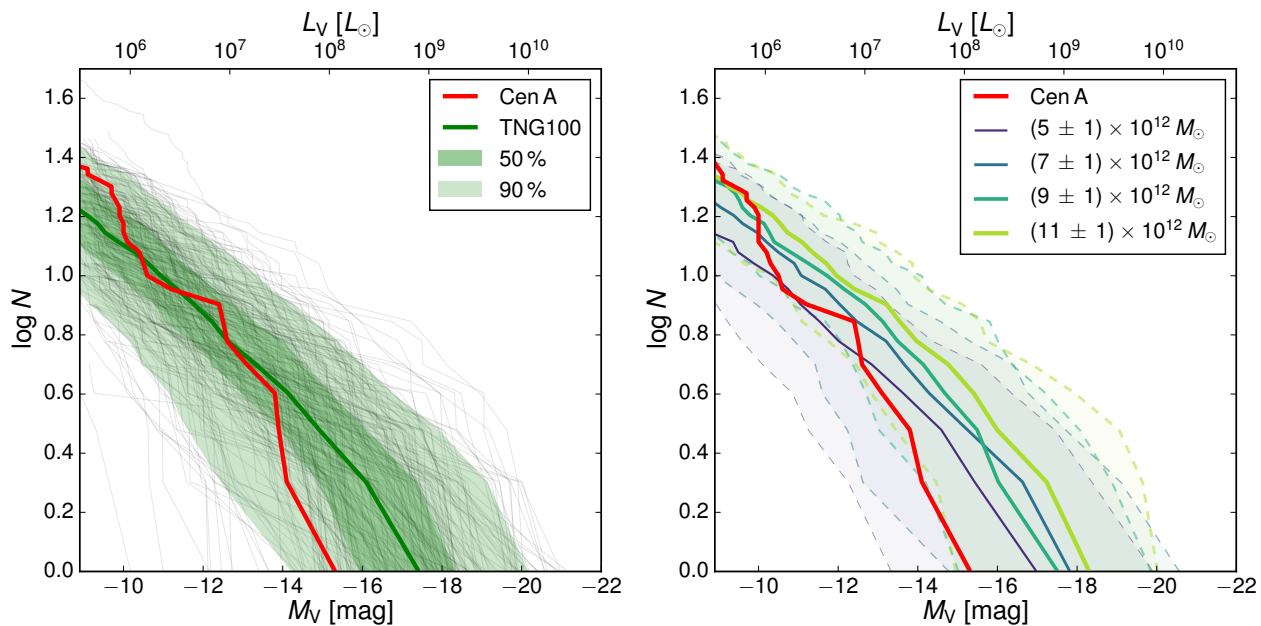 L_V [L_⊙]
10^6 10^7 10^8 10^9 10^10
1.6
1.4
1.2
1.0
0.8
0.6
0.4
0.2
0.0
log N
Cen A
TNG100
50 %
90 %
−10 −12 −14 −16 −18 −20 −22
M_V [mag]
L_V [L_⊙]
10^6 10^7 10^8 10^9 10^10
1.6
1.4
1.2
1.0
0.8
0.6
0.4
0.2
0.0
log N
Cen A
(5 ± 1) × 10^12 M_⊙
(7 ± 1) × 10^12 M_⊙
(9 ± 1) × 10^12 M_⊙
(11 ± 1) × 10^12 M_⊙
−10 −12 −14 −16 −18 −20 −22
M_V [mag]